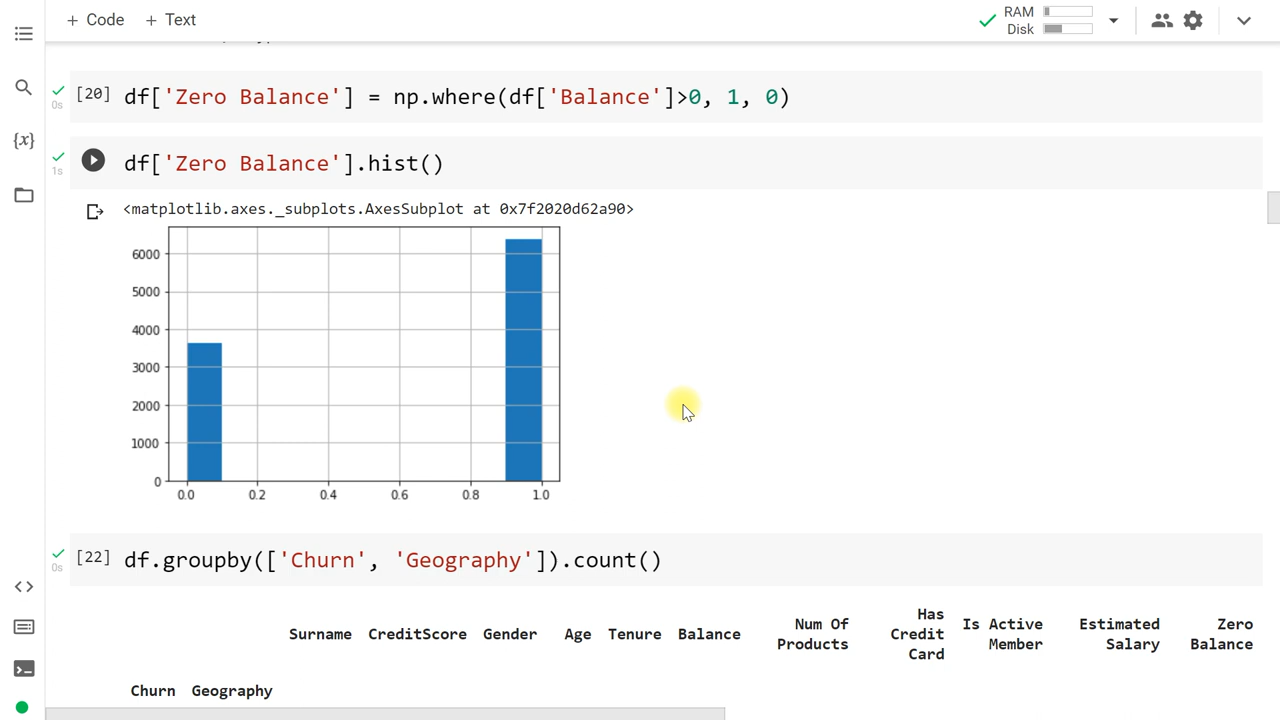 + Code + Text
RAM
Disk
0s
[20] df['Zero Balance'] = np.where(df['Balance']>0, 1, 0)
1s
df['Zero Balance'].hist()
{x}
<matplotlib.axes._subplots.AxesSubplot at 0x7f2020d62a90>
6000
5000
4000
3000
2000
1000
0
0.0 0.2 0.4 0.6 0.8 1.0
0s
[22] df.groupby(['Churn', 'Geography']).count()
Surname CreditScore Gender Age Tenure Balance Num Of Products Has Credit Card Is Active Member Estimated Salary Zero Balance
Churn Geography